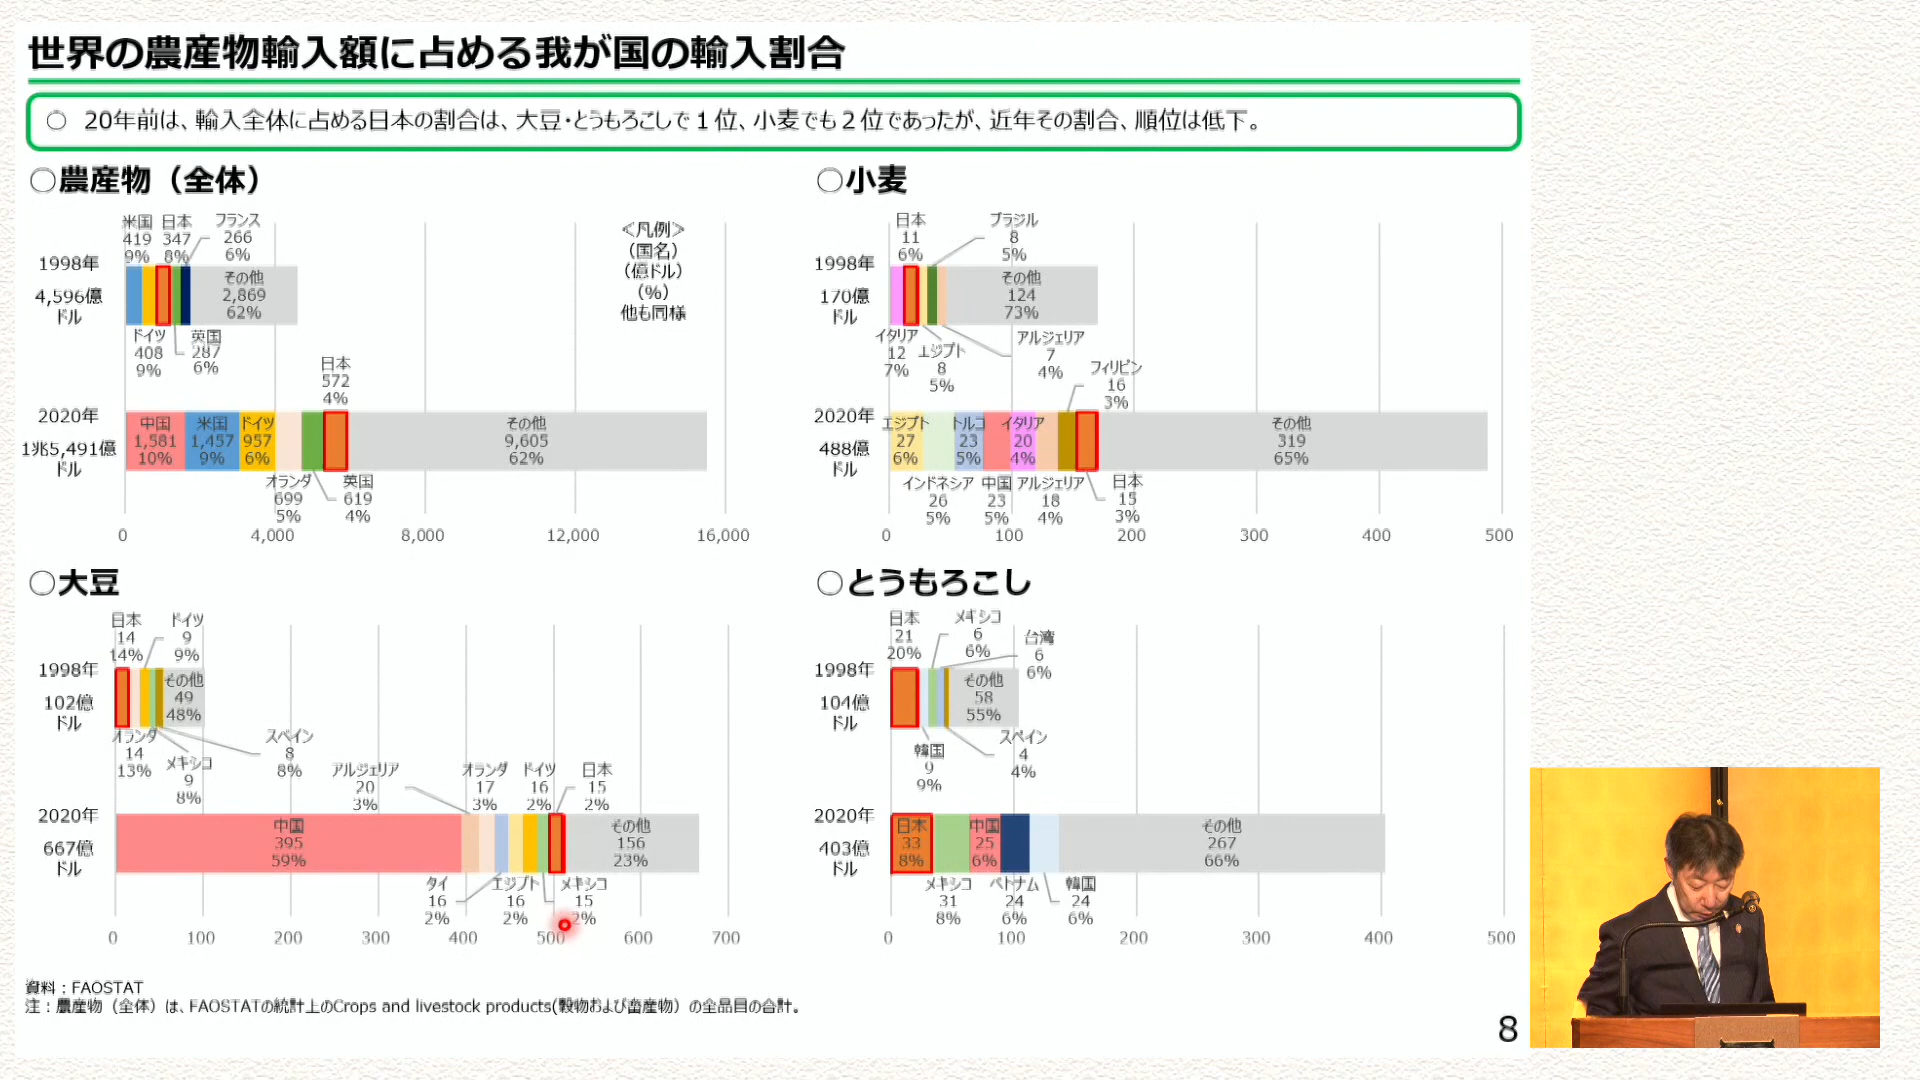 世界の農産物輸入額に占める我が国の輸入割合
○ 20年前は、輸入全体に占める日本の割合は、大豆・とうもろこしで１位、小麦でも２位であったが、近年その割合、順位は低下。
○農産物（全体）
米国 日本 フランス
419 347 266
9% 8% 6%
1998年
4,596億
ドル
その他
2,869
62%
ドイツ 英国
408 287
9% 6%
≪凡例≫
（国名）
（億ドル）
（%）
他も同様
日本
572
4%
2020年
1兆5,491億
ドル
中国 米国 ドイツ その他
1,581 1,457 957 9,605
10% 9% 6% 62%
オランダ 英国
699 619
5% 4%
0 4,000 8,000 12,000 16,000
○小麦
日本 ブラジル
11 8
6% 5%
1998年
170億
ドル
その他
124
73%
イタリア エジプト アルジェリア
12 8 7
7% 5% 4%
フィリピン
16
3%
2020年
488億
ドル
エジプト トルコ イタリア その他
27 23 20 319
6% 5% 4% 65%
インドネシア 中国 アルジェリア 日本
26 23 18 15
5% 5% 4% 3%
0 100 200 300 400 500
○大豆
日本 ドイツ
14 9
14% 9%
1998年
102億
ドル
その他
49
48%
オランダ メキシコ スペイン
14 9 8
13% 8% 8%
アルジェリア オランダ ドイツ 日本
20 17 16 15
3% 3% 2% 2%
2020年
667億
ドル
中国 その他
395 156
59% 23%
タイ エジプト メキシコ
16 16 15
2% 2% 2%
0 100 200 300 400 500 600 700
○とうもろこし
日本 メキシコ 台湾
21 6 6
20% 6% 6%
1998年
104億
ドル
その他
58
55%
韓国 スペイン
9 4
9% 4%
2020年
403億
ドル
日本 中国 その他
33 25 267
8% 6% 66%
メキシコ ベトナム 韓国
31 24 24
8% 6% 6%
0 100 200 300 400 500
資料：FAOSTAT
注：農産物（全体）は、FAOSTATの統計上のCrops and livestock products(穀物および畜産物）の全品目の合計。
8